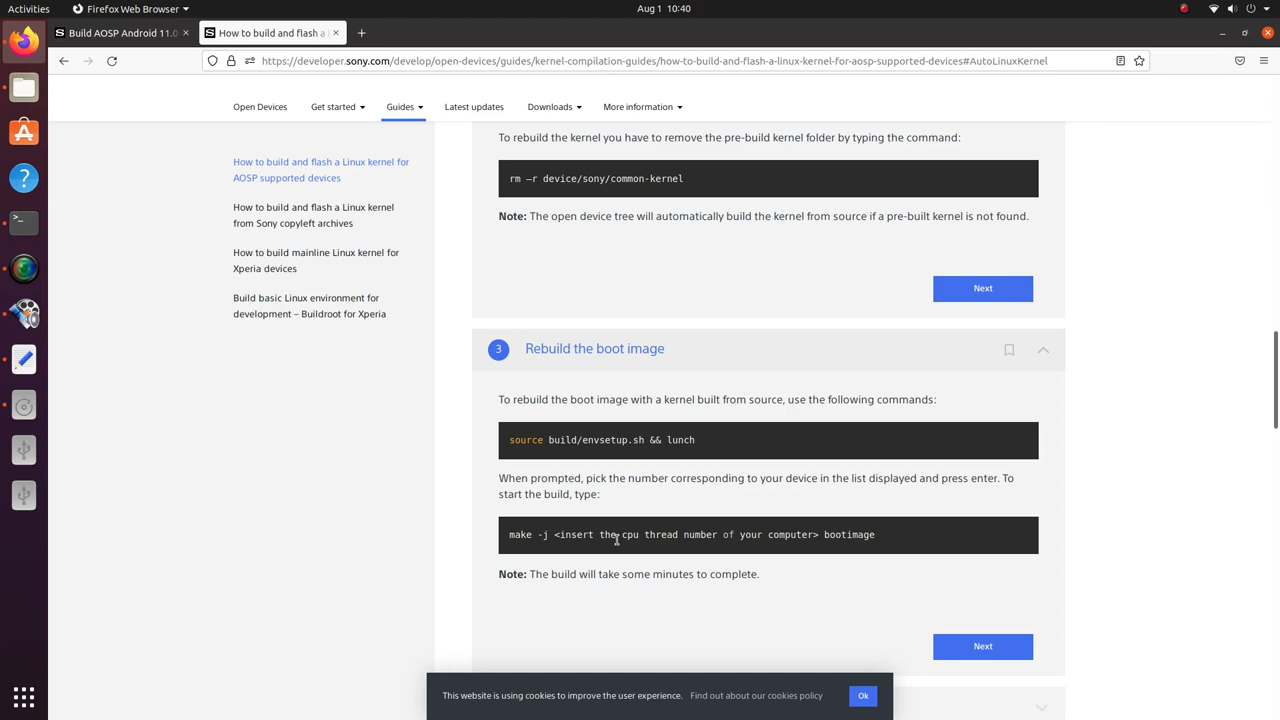 Activities
Firefox Web Browser
Aug 1 10:40
Build AOSP Android 11.0
How to build and flash a
https://developer.sony.com/develop/open-devices/guides/kernel-compilation-guides/how-to-build-and-flash-a-linux-kernel-for-aosp-supported-devices#AutoLinuxKernel
Open Devices
Get started
Guides
Latest updates
Downloads
More information
How to build and flash a Linux kernel for
AOSP supported devices
How to build and flash a Linux kernel
from Sony copyleft archives
How to build mainline Linux kernel for
Xperia devices
Build basic Linux environment for
development – Buildroot for Xperia
To rebuild the kernel you have to remove the pre-build kernel folder by typing the command:
rm –r device/sony/common-kernel
Note: The open device tree will automatically build the kernel from source if a pre-built kernel is not found.
Next
3 Rebuild the boot image
To rebuild the boot image with a kernel built from source, use the following commands:
source build/envsetup.sh && lunch
When prompted, pick the number corresponding to your device in the list displayed and press enter. To
start the build, type:
make -j <insert the cpu thread number of your computer> bootimage
Note: The build will take some minutes to complete.
Next
This website is using cookies to improve the user experience. Find out about our cookies policy
Ok